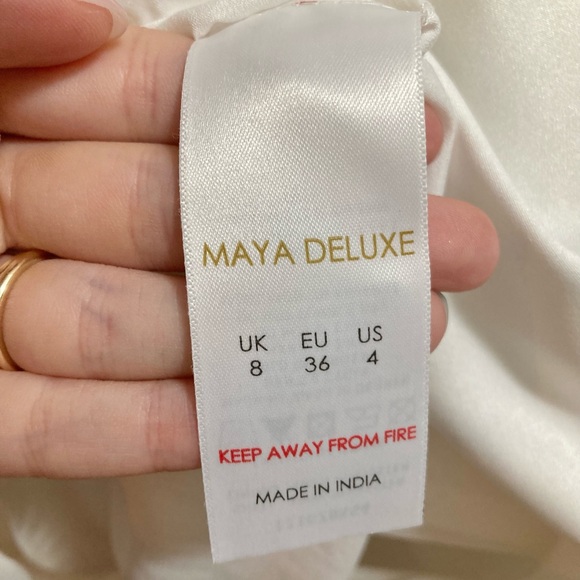 MAYA DELUXE
UK EU US
8 36 4
KEEP AWAY FROM FIRE
MADE IN INDIA